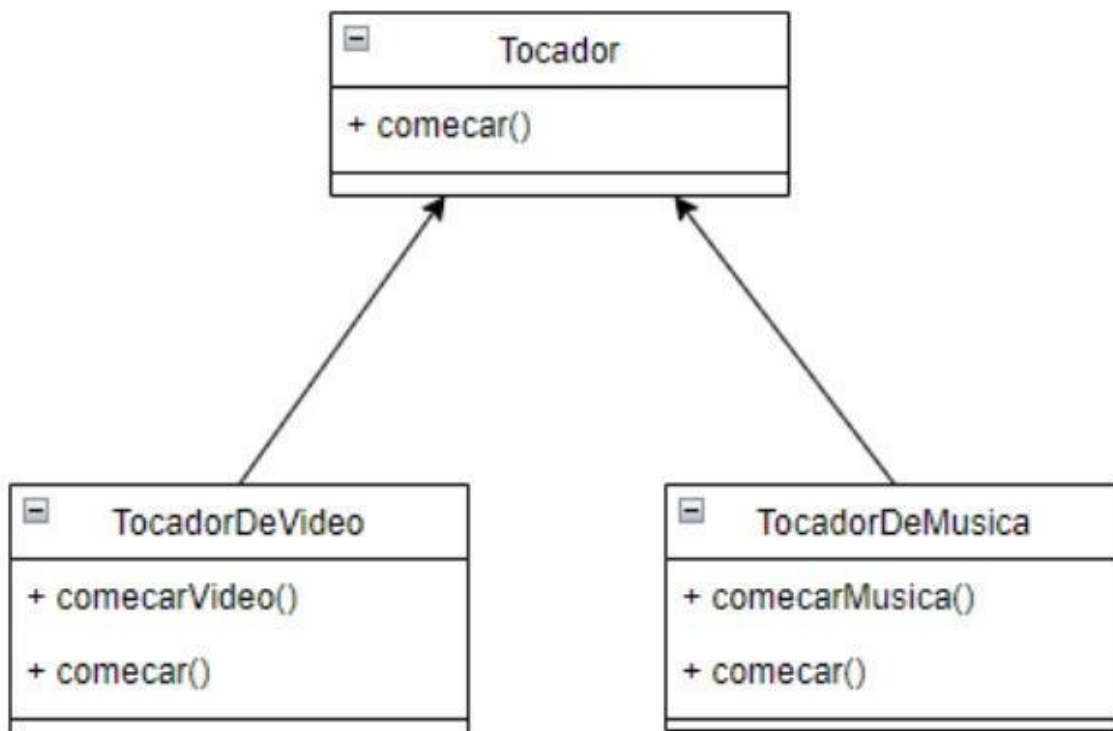 Tocador
+ comecar()
TocadorDeVideo
+ comecarVideo()
+ comecar()
TocadorDeMusica
+ comecarMusica()
+ comecar()